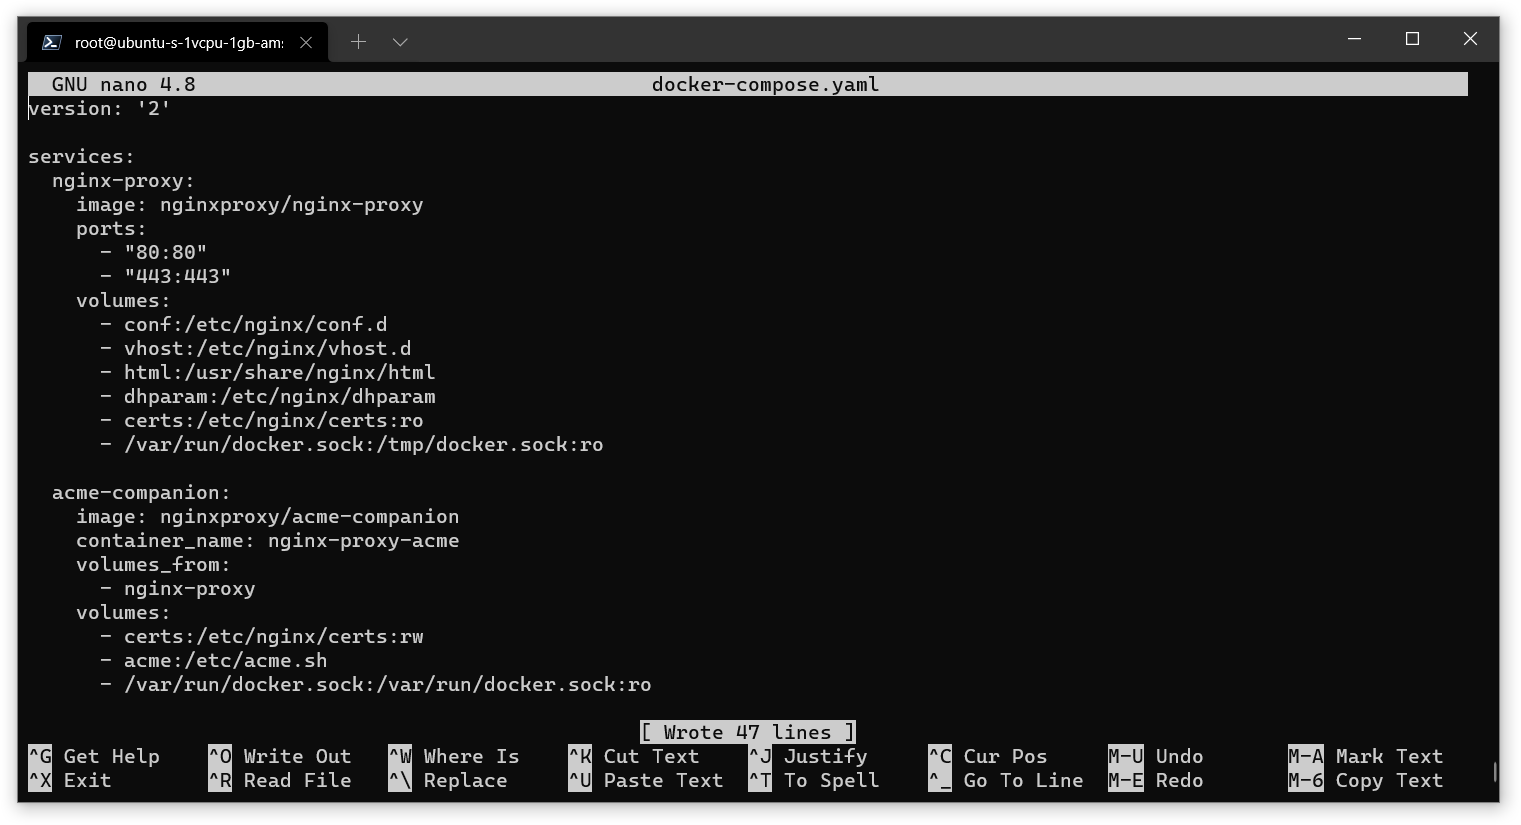 root@ubuntu-s-1vcpu-1gb-ams
GNU nano 4.8 docker-compose.yaml
version: '2'
services:
  nginx-proxy:
    image: nginxproxy/nginx-proxy
    ports:
      - "80:80"
      - "443:443"
    volumes:
      - conf:/etc/nginx/conf.d
      - vhost:/etc/nginx/vhost.d
      - html:/usr/share/nginx/html
      - dhparam:/etc/nginx/dhparam
      - certs:/etc/nginx/certs:ro
      - /var/run/docker.sock:/tmp/docker.sock:ro
  acme-companion:
    image: nginxproxy/acme-companion
    container_name: nginx-proxy-acme
    volumes_from:
      - nginx-proxy
    volumes:
      - certs:/etc/nginx/certs:rw
      - acme:/etc/acme.sh
      - /var/run/docker.sock:/var/run/docker.sock:ro
[ Wrote 47 lines ]
^G Get Help ^O Write Out ^W Where Is ^K Cut Text ^J Justify ^C Cur Pos M-U Undo M-A Mark Text
^X Exit ^R Read File ^\ Replace ^U Paste Text ^T To Spell ^_ Go To Line M-E Redo M-6 Copy Text